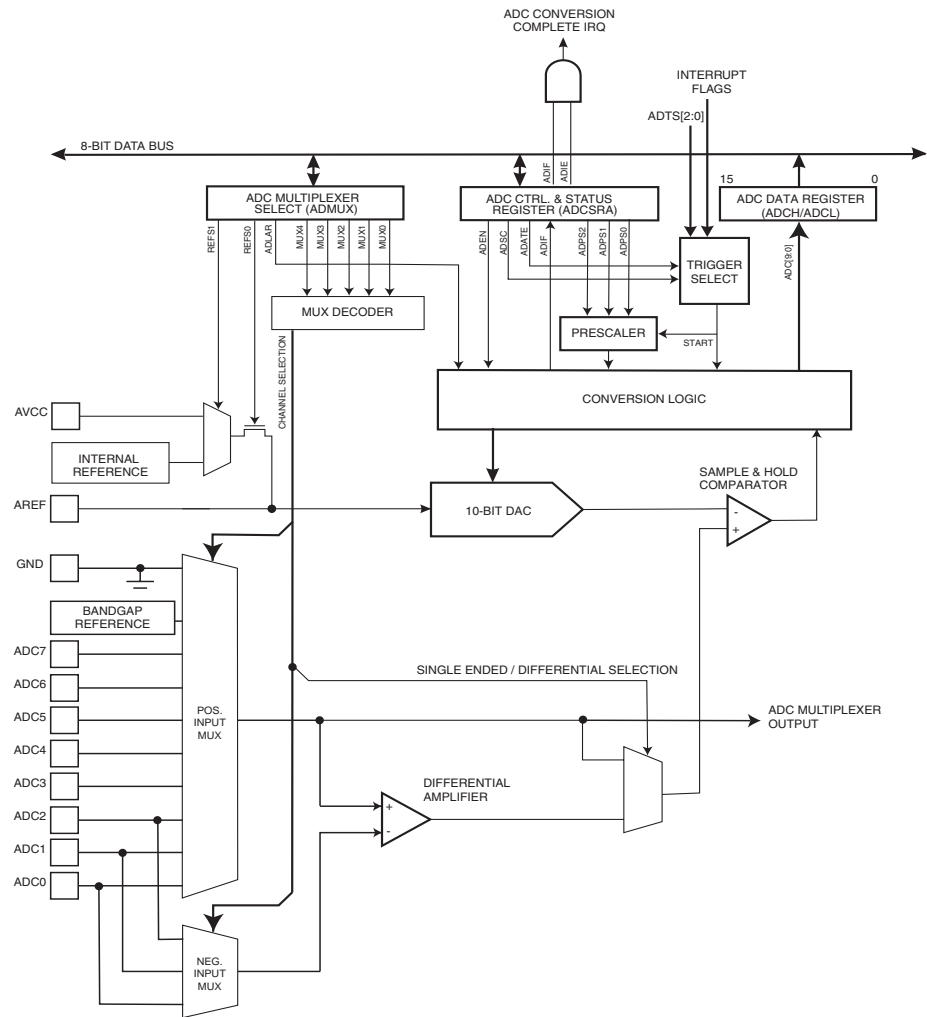 ADC CONVERSION
COMPLETE IRQ
INTERRUPT
FLAGS
ADTS[2:0]
8-BIT DATA BUS
ADIF
ADIE
15
0
ADC MULTIPLEXER
SELECT (ADMUX)
ADC CTRL. & STATUS
REGISTER (ADCSRA)
ADC DATA REGISTER
(ADCH/ADCL)
REFS1
REFS0
ADLAR
MUX4
MUX3
MUX2
MUX1
MUX0
ADEN
ADSC
ADATE
ADIF
ADPS2
ADPS1
ADPS0
ADC[9:0]
TRIGGER
SELECT
MUX DECODER
PRESCALER
START
CHANNEL SELECTION
CONVERSION LOGIC
AVCC
INTERNAL
REFERENCE
SAMPLE & HOLD
COMPARATOR
AREF
10-BIT DAC
-
+
GND
BANDGAP
REFERENCE
ADC7
SINGLE ENDED / DIFFERENTIAL SELECTION
ADC6
ADC5
POS.
INPUT
MUX
ADC MULTIPLEXER
OUTPUT
ADC4
ADC3
DIFFERENTIAL
AMPLIFIER
+
-
ADC2
ADC1
ADC0
NEG.
INPUT
MUX